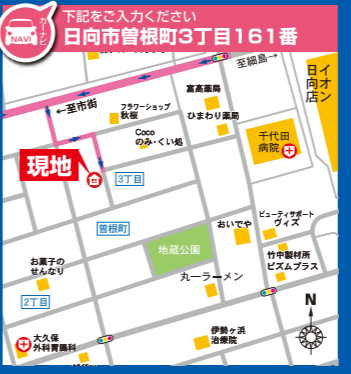 カーナビ
NAVI
下記をご入力ください
日向市曽根町3丁目161番
至細島→
イオン
日向店
←至市街
フラワーショップ
秋桜
富高薬局
ひまわり薬局
Coco
のみ・くい処
千代田
病院
現地
3丁目
曽根町
地蔵公園
おいでや
ビューティサポート
ヴィズ
竹中製材所
ビズムプラス
お菓子の
せんなり
丸一ラーメン
2丁目
N
大久保
外科胃腸科
伊勢ヶ浜
治療院